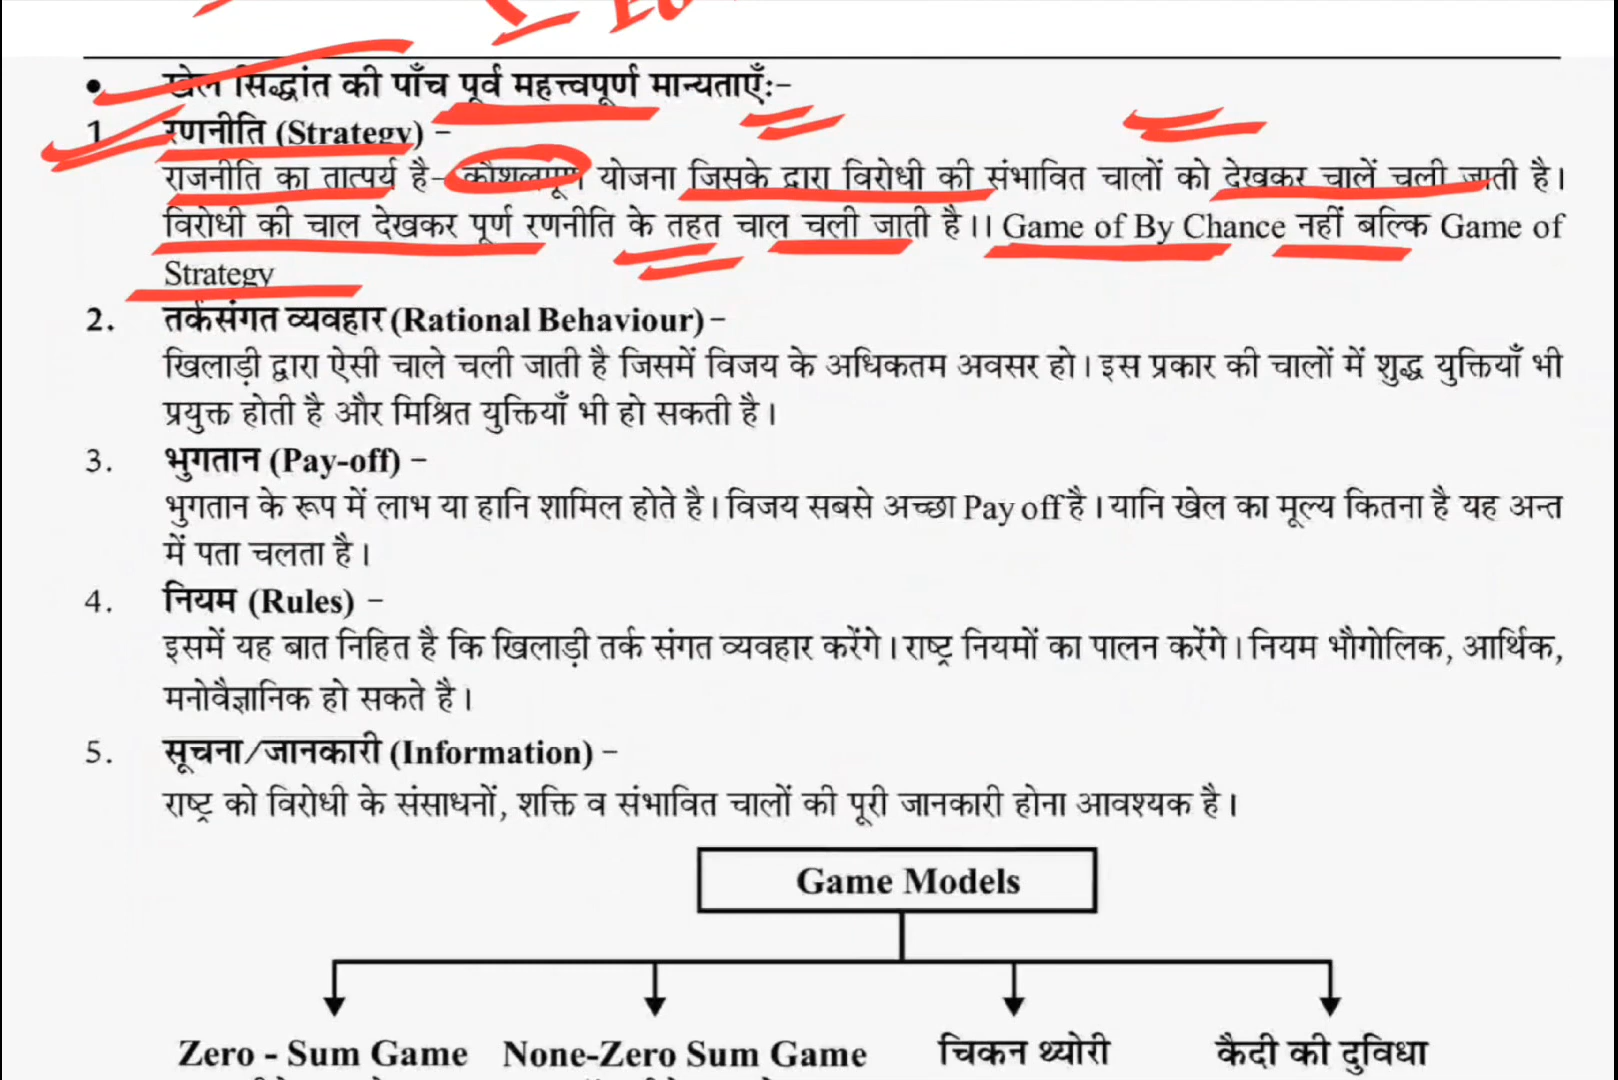 • खेल सिद्धांत की पाँच पूर्व महत्त्वपूर्ण मान्यताएँः-
1 रणनीति (Strategy) -
राजनीति का तात्पर्य है- कौशलपूर्ण योजना जिसके द्वारा विरोधी की संभावित चालों को देखकर चालें चली जाती है।
विरोधी की चाल देखकर पूर्ण रणनीति के तहत चाल चली जाती है।। Game of By Chance नहीं बल्कि Game of
Strategy
2. तर्कसंगत व्यवहार (Rational Behaviour) -
खिलाड़ी द्वारा ऐसी चाले चली जाती है जिसमें विजय के अधिकतम अवसर हो। इस प्रकार की चालों में शुद्ध युक्तियाँ भी
प्रयुक्त होती है और मिश्रित युक्तियाँ भी हो सकती है।
3. भुगतान (Pay-off) -
भुगतान के रूप में लाभ या हानि शामिल होते है। विजय सबसे अच्छा Pay off है। यानि खेल का मूल्य कितना है यह अन्त
में पता चलता है।
4. नियम (Rules) -
इसमें यह बात निहित है कि खिलाड़ी तर्क संगत व्यवहार करेंगे। राष्ट्र नियमों का पालन करेंगे। नियम भौगोलिक, आर्थिक,
मनोवैज्ञानिक हो सकते है।
5. सूचना/जानकारी (Information) -
राष्ट्र को विरोधी के संसाधनों, शक्ति व संभावित चालों की पूरी जानकारी होना आवश्यक है।
Game Models
Zero - Sum Game None-Zero Sum Game चिकन थ्योरी कैदी की दुविधा